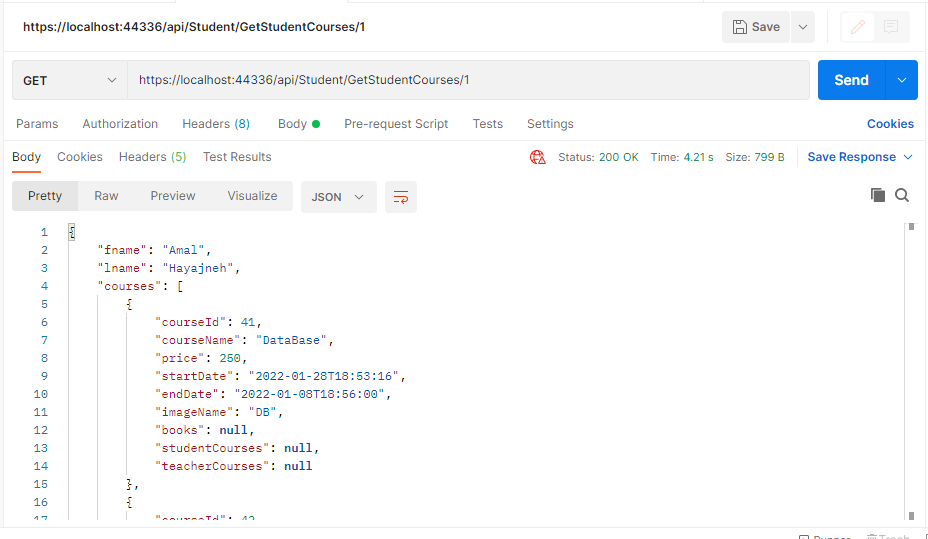 https://localhost:44336/api/Student/GetStudentCourses/1 Save
GET https://localhost:44336/api/Student/GetStudentCourses/1 Send
Params Authorization Headers (8) Body Pre-request Script Tests Settings Cookies
Body Cookies Headers (5) Test Results Status: 200 OK Time: 4.21 s Size: 799 B Save Response
Pretty Raw Preview Visualize JSON
1 {
2 "fname": "Amal",
3 "lname": "Hayajneh",
4 "courses": [
5 {
6 "courseId": 41,
7 "courseName": "DataBase",
8 "price": 250,
9 "startDate": "2022-01-28T18:53:16",
10 "endDate": "2022-01-08T18:56:00",
11 "imageName": "DB",
12 "books": null,
13 "studentCourses": null,
14 "teacherCourses": null
15 },
16 {
17 "courseId": 42
Runner Trash